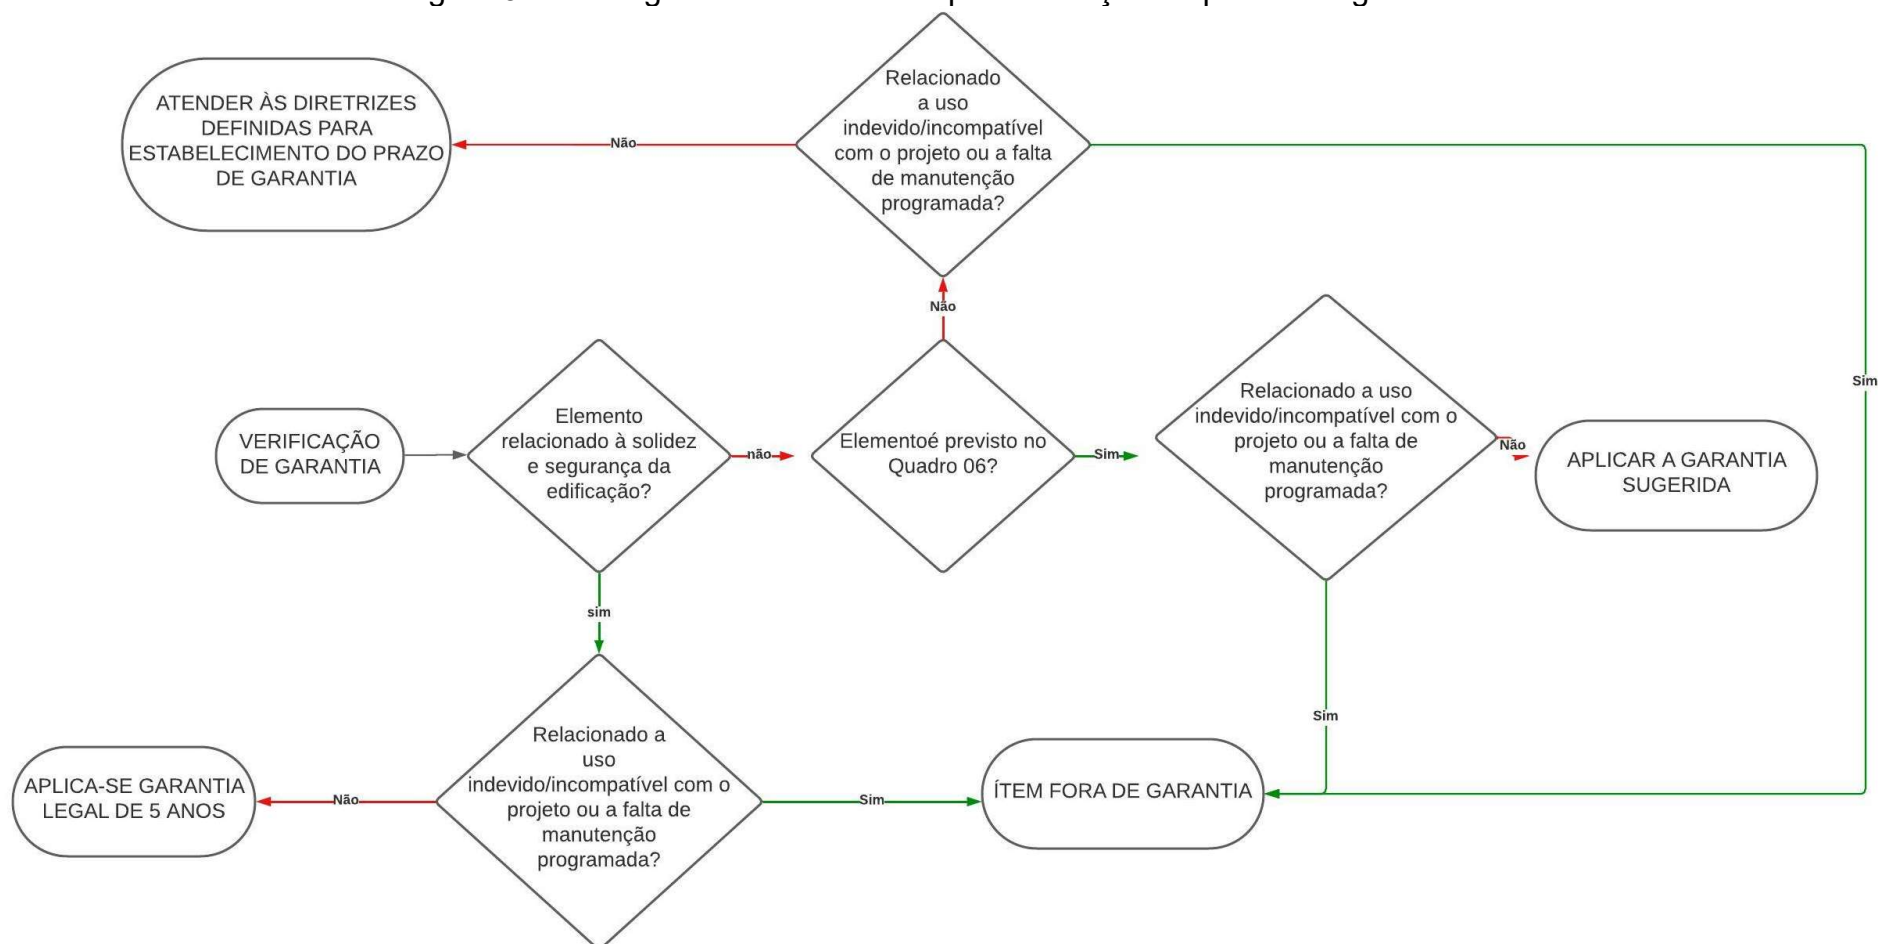 Relacionado
a uso
indevido/incompatível
com o projeto ou a falta
de manutenção
programada?
ATENDER ÀS DIRETRIZES
DEFINIDAS PARA
ESTABELECIMENTO DO PRAZO
DE GARANTIA
Não
Sim
Não
VERIFICAÇÃO
DE GARANTIA
Elemento
relacionado à solidez
e segurança da
edificação?
não
Elementoé previsto no
Quadro 06?
Sim
Relacionado a uso
indevido/incompatível com o
projeto ou a falta de
manutenção
programada?
Não
APLICAR A GARANTIA
SUGERIDA
sim
Sim
Relacionado a
uso
indevido/incompatível com o
projeto ou a falta de
manutenção
programada?
APLICA-SE GARANTIA
LEGAL DE 5 ANOS
Não
Sim
ÍTEM FORA DE GARANTIA